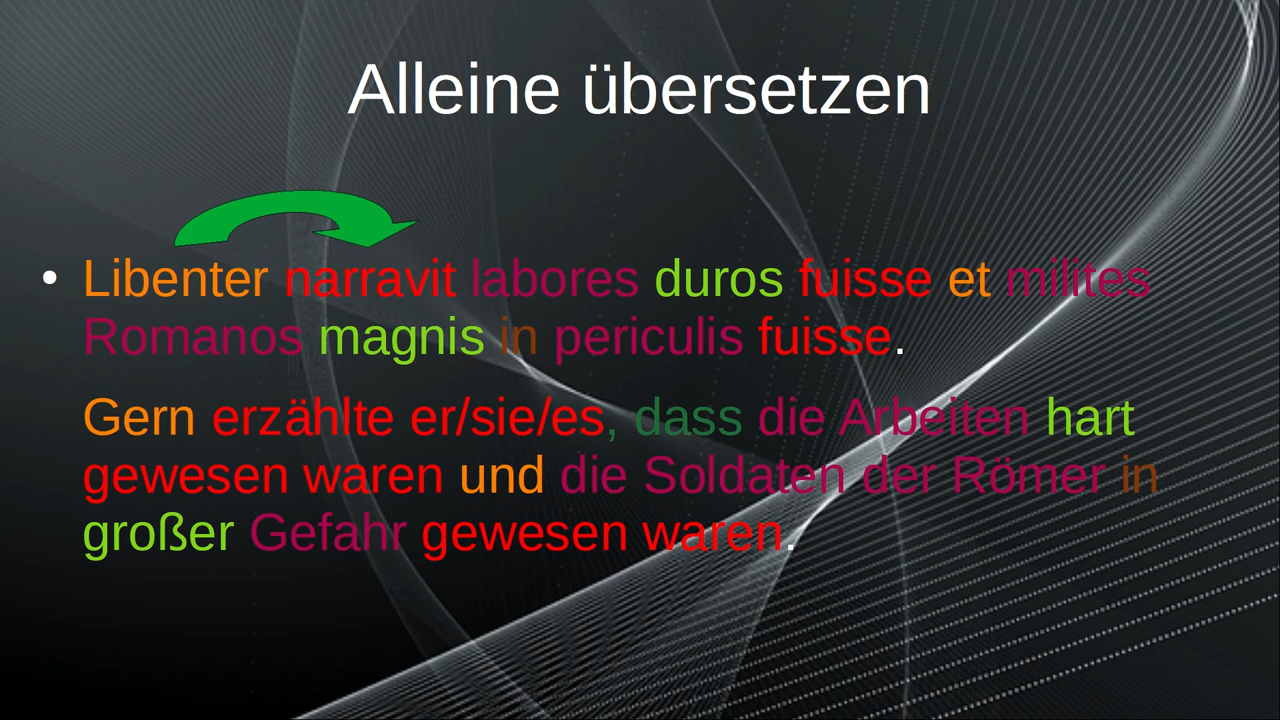 Alleine übersetzen
• Libenter narravit labores duros fuisse et milites
Romanos magnis in periculis fuisse.
Gern erzählte er/sie/es, dass die Arbeiten hart
gewesen waren und die Soldaten der Römer in
großer Gefahr gewesen waren.